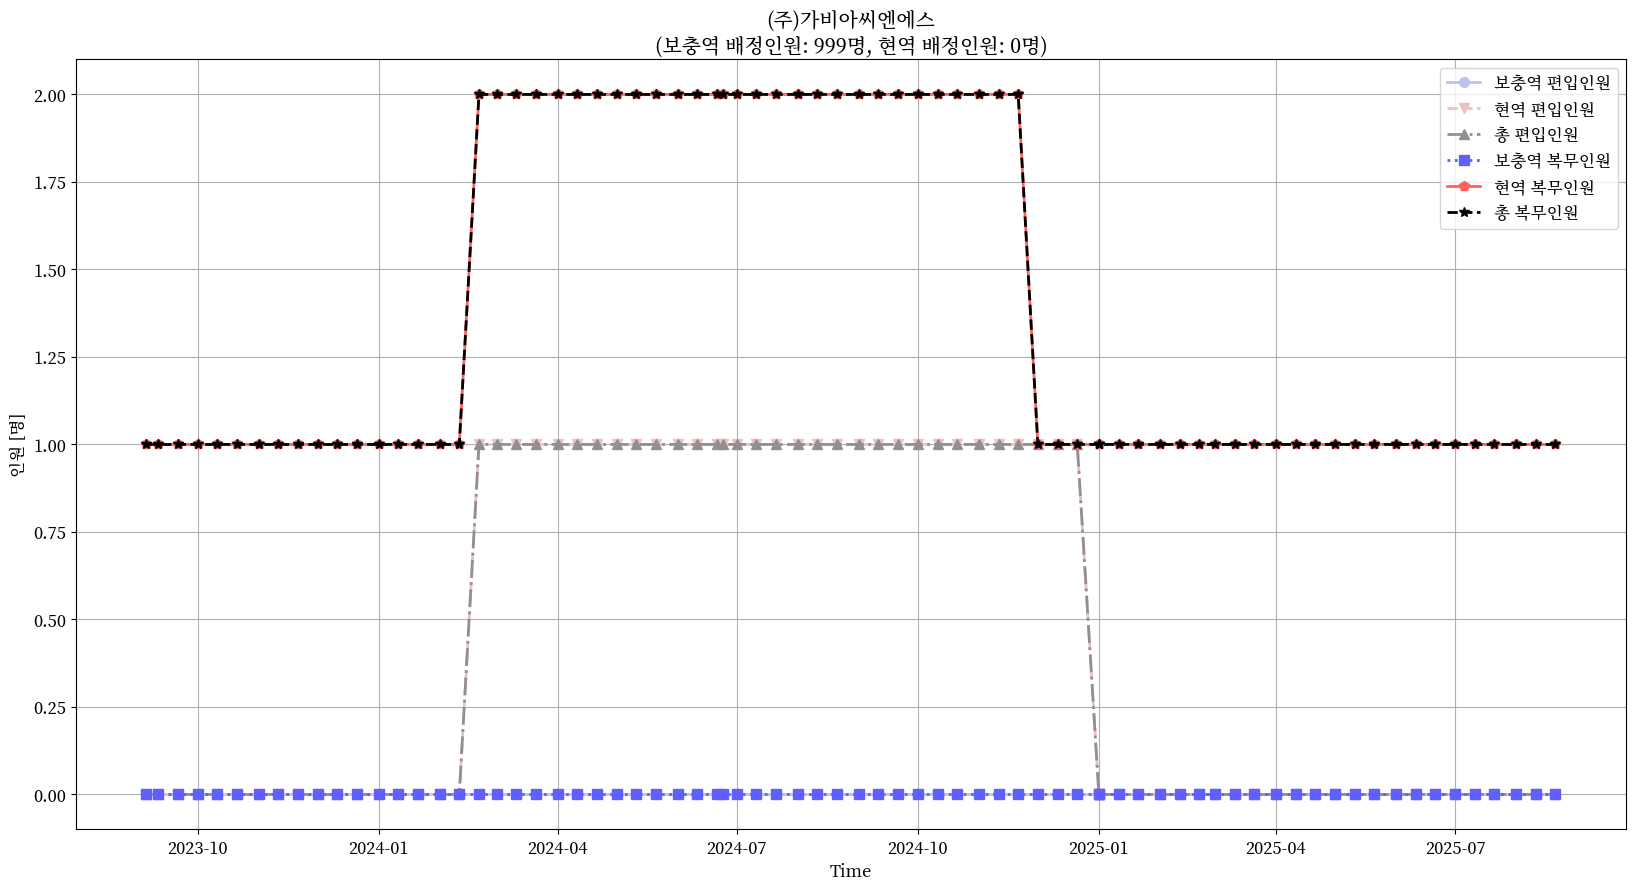 (주)가비아씨엔에스
(보충역 배정인원: 999명, 현역 배정인원: 0명)
보충역 편입인원
현역 편입인원
총 편입인원
보충역 복무인원
현역 복무인원
총 복무인원
인원 [명]
2.00
1.75
1.50
1.25
1.00
0.75
0.50
0.25
0.00
2023-10
2024-01
2024-04
2024-07
2024-10
2025-01
2025-04
2025-07
Time